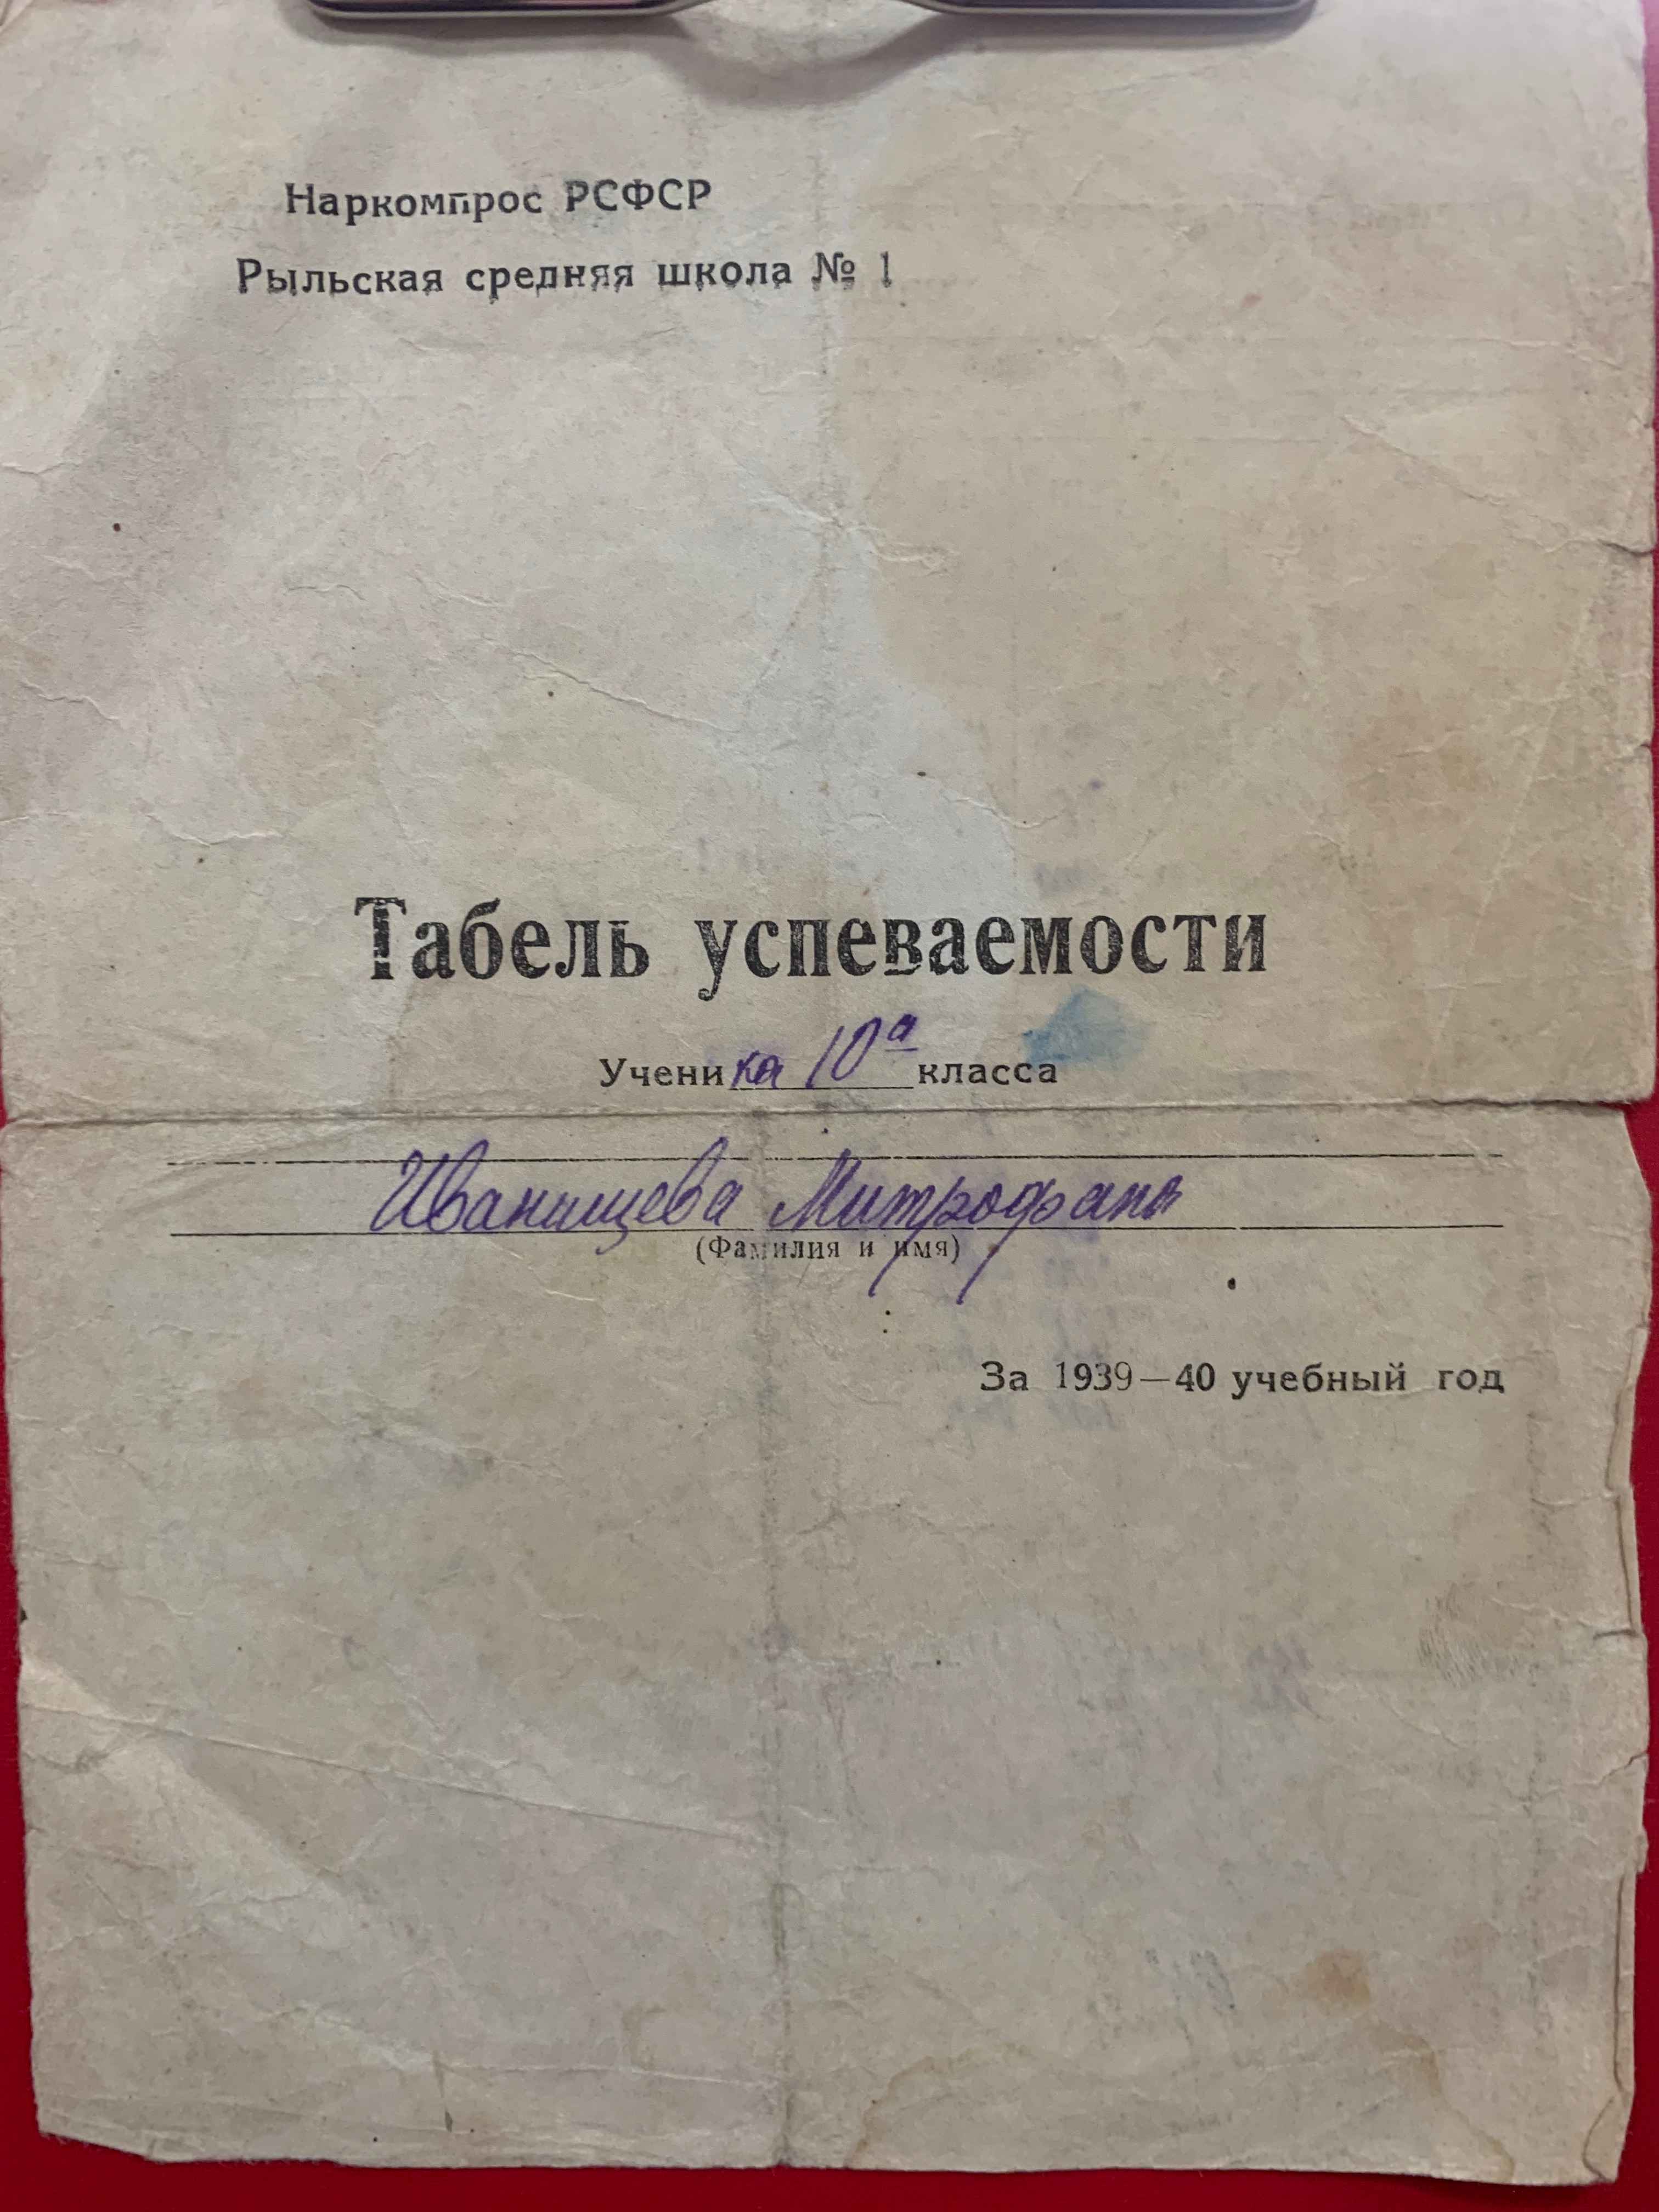 Наркомпрос РСФСР
Рыльская средняя школа № 1
Табель успеваемости
Ученика 10а класса
Иванищева Митрофана
(Фамилия и имя)
За 1939—40 учебный год